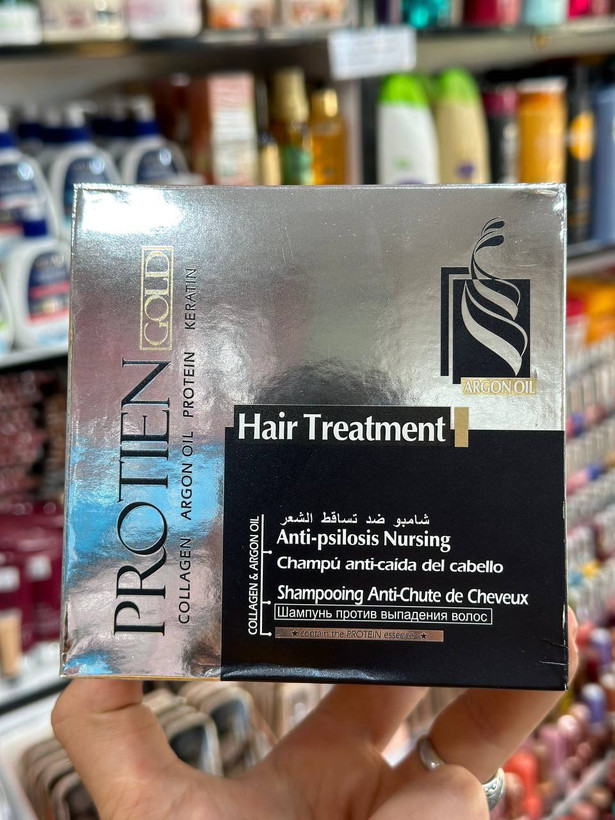 PROTIEN GOLD
COLLAGEN ARGON OIL PROTEIN KERATIN
ARGON OIL
Hair Treatment
COLLAGEN & ARGON OIL
شامبو ضد تساقط الشعر
Anti-psilosis Nursing
Champú anti-caída del cabello
Shampooing Anti-Chute de Cheveux
Шампунь против выпадения волос
★ contain the PROTEIN essence ★